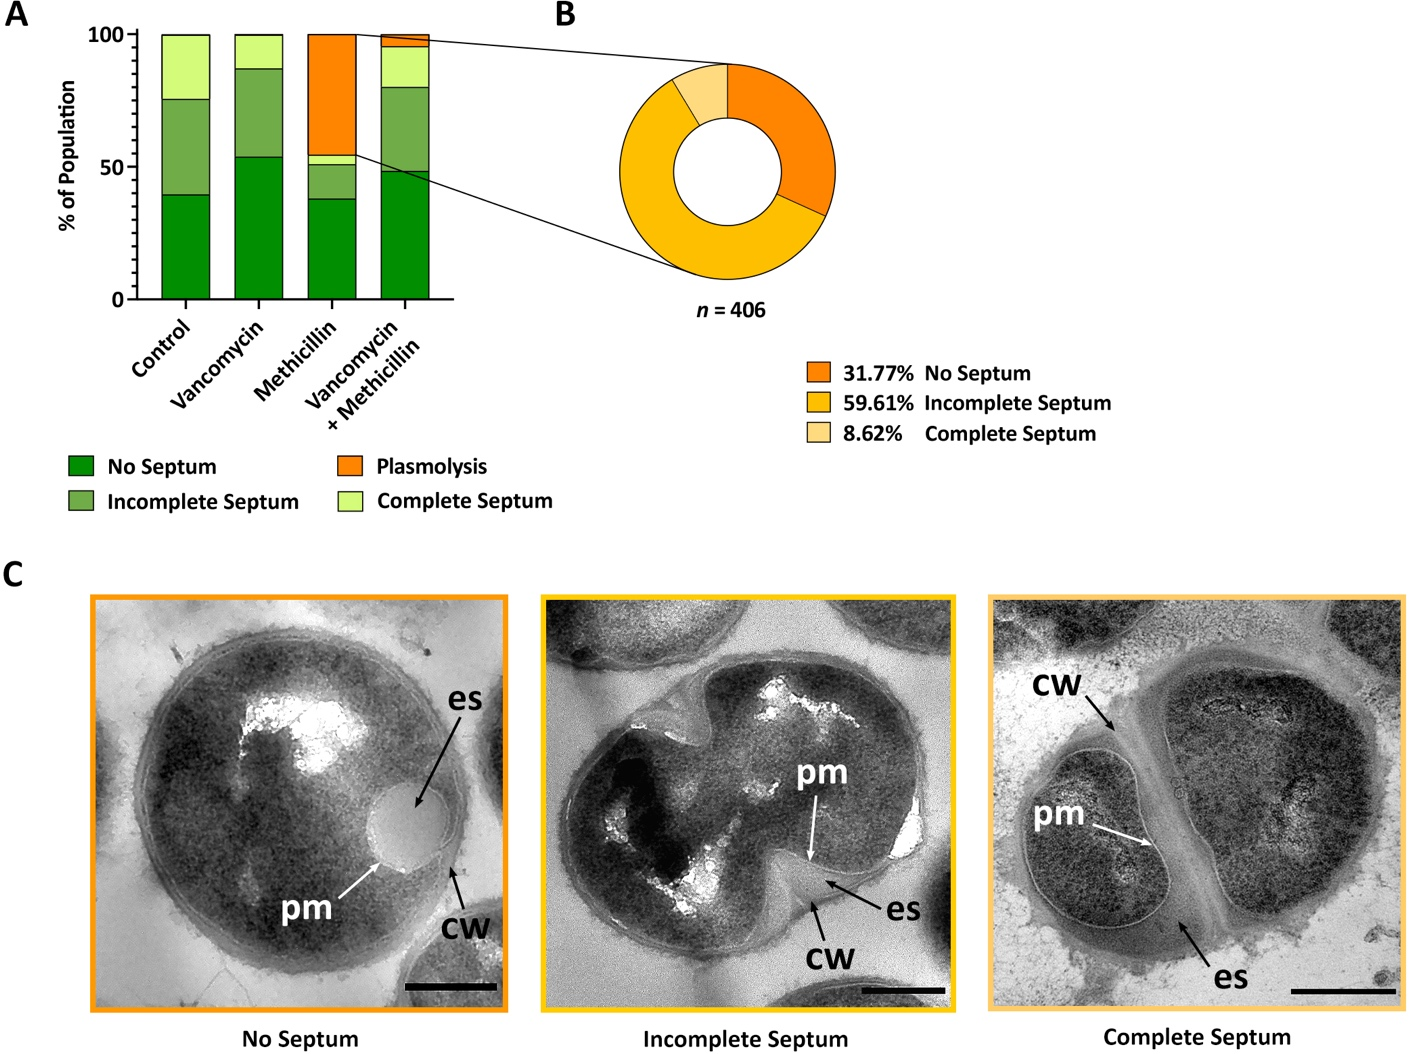 A
B
100
50
0
% of Population
Control
Vancomycin
Methicillin
Vancomycin
+ Methicillin
n = 406
31.77% No Septum
59.61% Incomplete Septum
8.62% Complete Septum
No Septum
Plasmolysis
Incomplete Septum
Complete Septum
C
es
pm
cw
pm
es
cw
cw
pm
es
No Septum
Incomplete Septum
Complete Septum